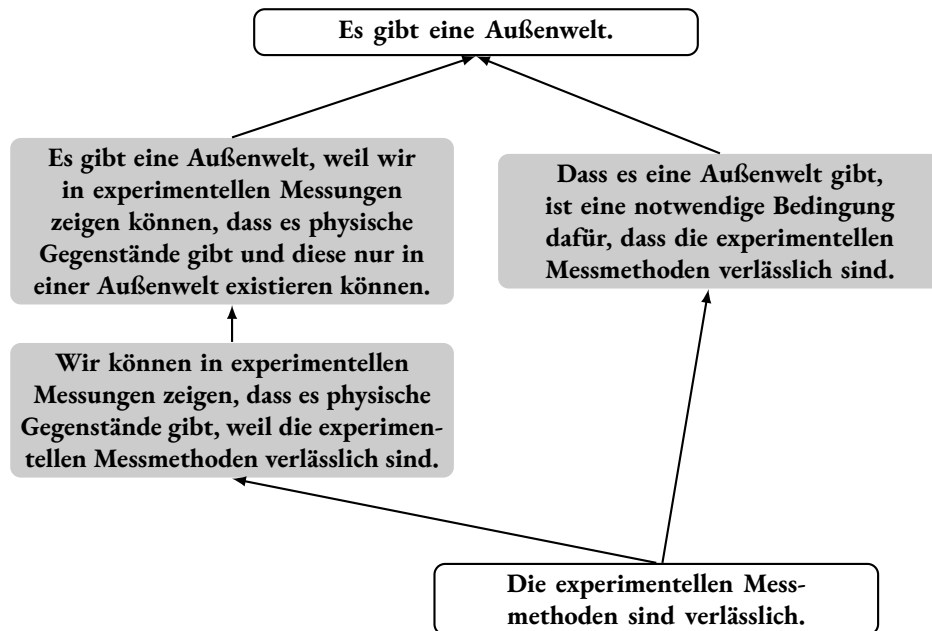 Es gibt eine Außenwelt.
Es gibt eine Außenwelt, weil wir
in experimentellen Messungen
zeigen können, dass es physische
Gegenstände gibt und diese nur in
einer Außenwelt existieren können.
Dass es eine Außenwelt gibt,
ist eine notwendige Bedingung
dafür, dass die experimentellen
Messmethoden verlässlich sind.
Wir können in experimentellen
Messungen zeigen, dass es physische
Gegenstände gibt, weil die experimen-
tellen Messmethoden verlässlich sind.
Die experimentellen Mess-
methoden sind verlässlich.